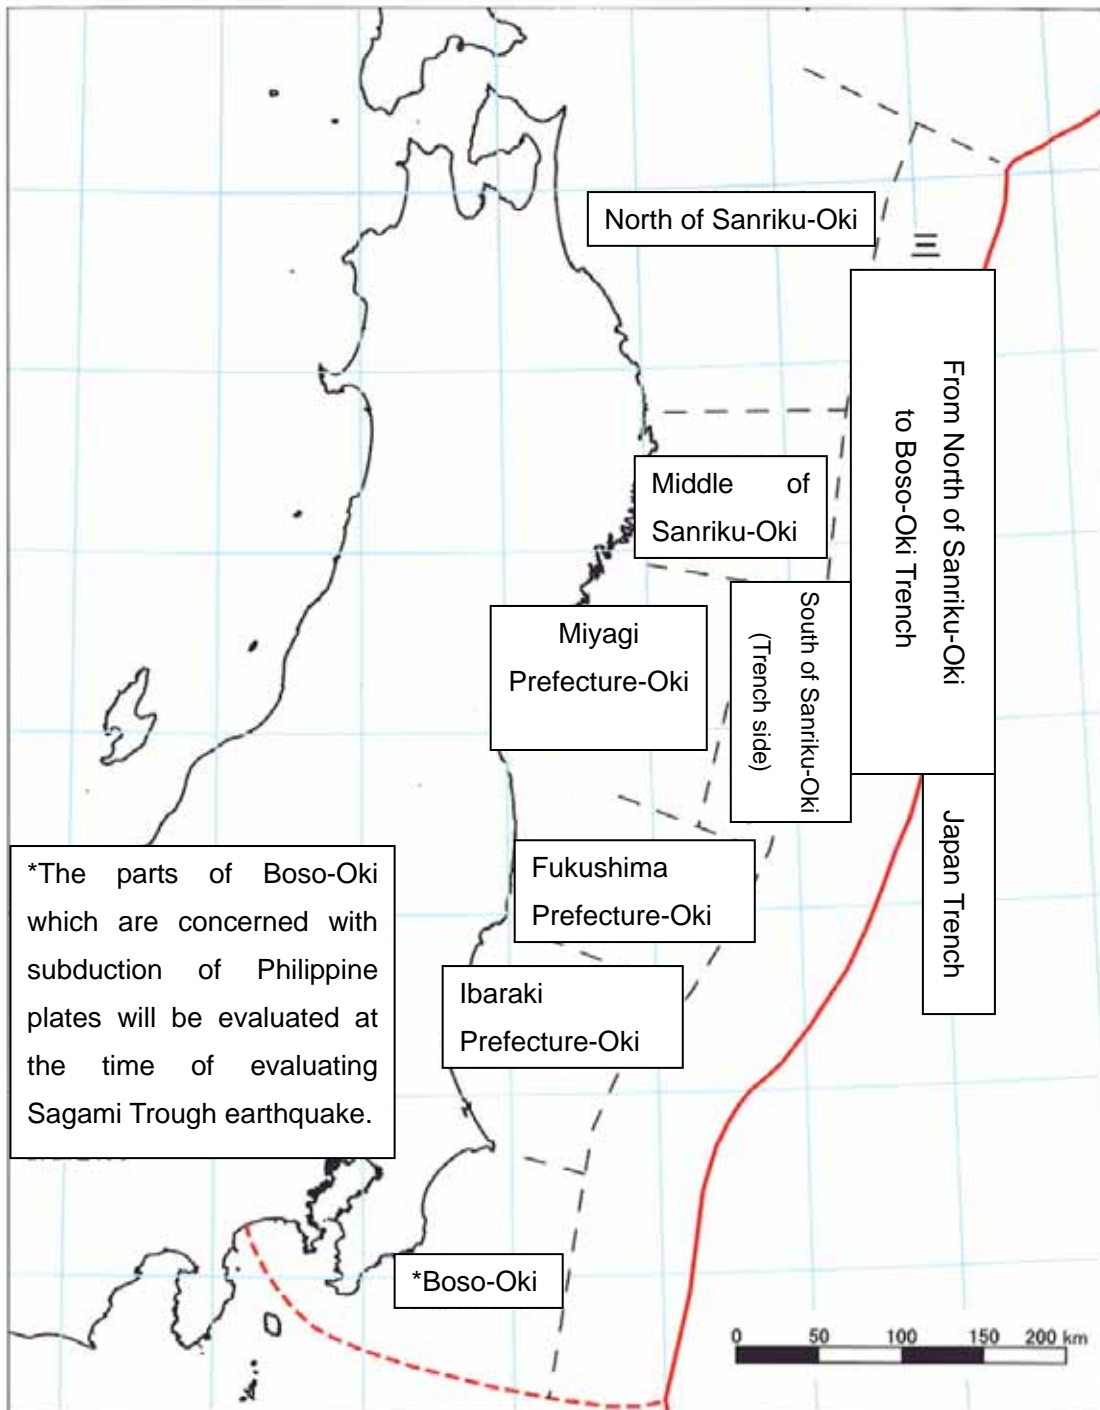 North of Sanriku-Oki
三
From North of Sanriku-Oki
to Boso-Oki Trench
Middle of
Sanriku-Oki
South of Sanriku-Oki
(Trench side)
Miyagi
Prefecture-Oki
Japan Trench
Fukushima
Prefecture-Oki
*The parts of Boso-Oki
which are concerned with
subduction of Philippine
plates will be evaluated at
the time of evaluating
Sagami Trough earthquake.
Ibaraki
Prefecture-Oki
*Boso-Oki
0 50 100 150 200 km